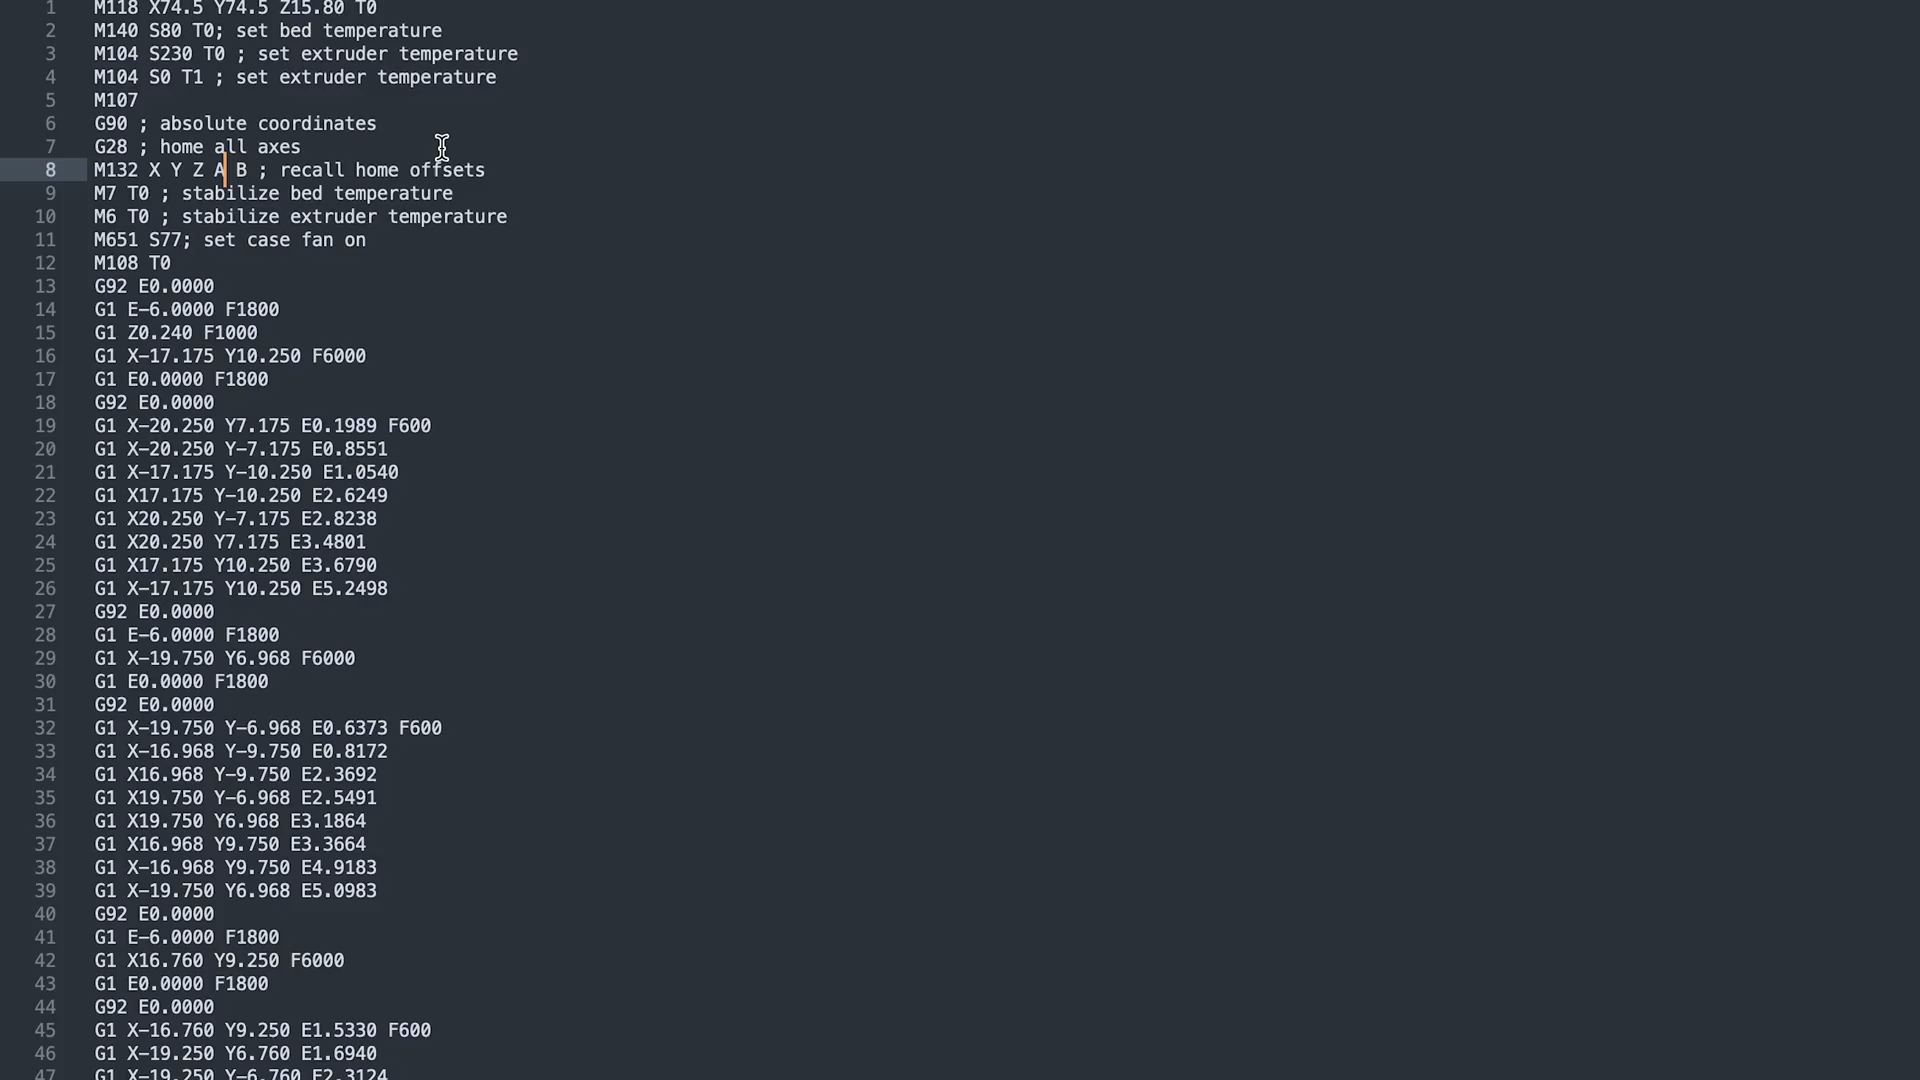 1 M118 X74.5 Y74.5 Z15.80 T0
2 M140 S80 T0; set bed temperature
3 M104 S230 T0 ; set extruder temperature
4 M104 S0 T1 ; set extruder temperature
5 M107
6 G90 ; absolute coordinates
7 G28 ; home all axes
8 M132 X Y Z A B ; recall home offsets
9 M7 T0 ; stabilize bed temperature
10 M6 T0 ; stabilize extruder temperature
11 M651 S77; set case fan on
12 M108 T0
13 G92 E0.0000
14 G1 E-6.0000 F1800
15 G1 Z0.240 F1000
16 G1 X-17.175 Y10.250 F6000
17 G1 E0.0000 F1800
18 G92 E0.0000
19 G1 X-20.250 Y7.175 E0.1989 F600
20 G1 X-20.250 Y-7.175 E0.8551
21 G1 X-17.175 Y-10.250 E1.0540
22 G1 X17.175 Y-10.250 E2.6249
23 G1 X20.250 Y-7.175 E2.8238
24 G1 X20.250 Y7.175 E3.4801
25 G1 X17.175 Y10.250 E3.6790
26 G1 X-17.175 Y10.250 E5.2498
27 G92 E0.0000
28 G1 E-6.0000 F1800
29 G1 X-19.750 Y6.968 F6000
30 G1 E0.0000 F1800
31 G92 E0.0000
32 G1 X-19.750 Y-6.968 E0.6373 F600
33 G1 X-16.968 Y-9.750 E0.8172
34 G1 X16.968 Y-9.750 E2.3692
35 G1 X19.750 Y-6.968 E2.5491
36 G1 X19.750 Y6.968 E3.1864
37 G1 X16.968 Y9.750 E3.3664
38 G1 X-16.968 Y9.750 E4.9183
39 G1 X-19.750 Y6.968 E5.0983
40 G92 E0.0000
41 G1 E-6.0000 F1800
42 G1 X16.760 Y9.250 F6000
43 G1 E0.0000 F1800
44 G92 E0.0000
45 G1 X-16.760 Y9.250 E1.5330 F600
46 G1 X-19.250 Y6.760 E1.6940
47 G1 X-19.250 Y-6.760 E2.3124